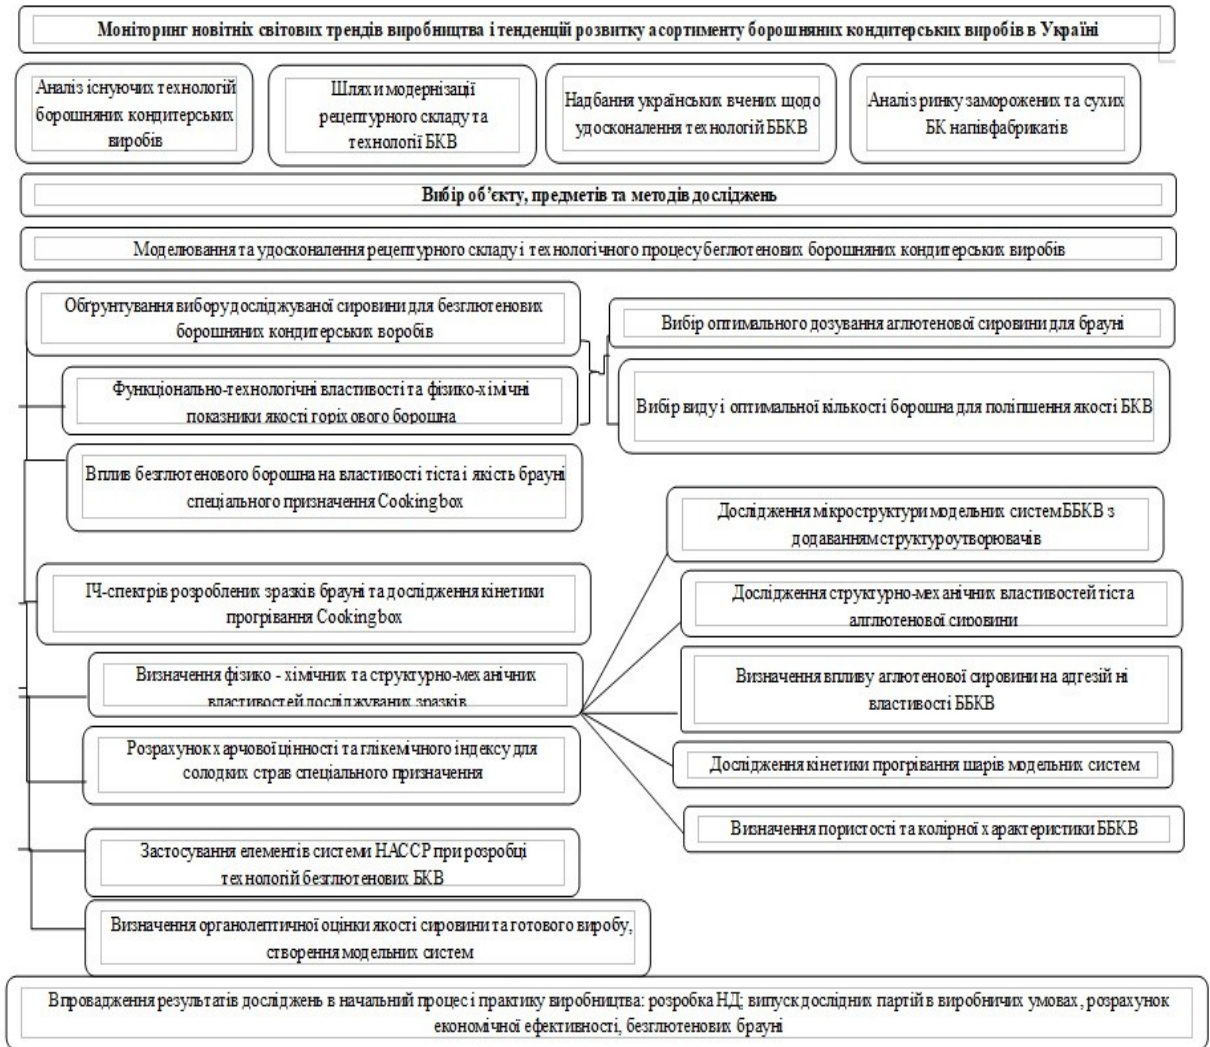 Моніторинг новітніх світових трендів виробництва і тенденцій розвитку асортименту борошняних кондитерських виробів в Україні
Аналіз існуючих технологій
борошняних кондитерських
виробів
Шляхи модернізації
рецептурного складу та
технології БКВ
Надбання українських вчених щодо
удосконалення технологій ББКВ
Аналіз ринку заморожених та сухих
БК напівфабрикатів
Вибір об’єкту, предметів та методів досліджень
Моделювання та удосконалення рецептурного складу і технологічного процесу беглютенових борошняних кондитерських виробів
Обґрунтування вибору досліджуваної сировини для безглютенових
борошняних кондитерських воробів
Вибір оптимального дозування аглютенової сировини для брауні
Функціонально-технологічні властивості та фізико-хімічні
показники якості горіхового борошна
Вибір виду і оптимальної кількості борошна для поліпшення якості БКВ
Вплив безглютенового борошна на властивості тіста і якість брауні
спеціального призначення Cooking box
Дослідження мікроструктури модельних систем ББКВ з
додаванням структуроутворювачів
ІЧ-спектрів розроблених зразків брауні та дослідження кінетики
прогрівання Cooking box
Дослідження структурно-механічних властивостей тіста
алглютенової сировини
Визначення фізико - хімічних та структурно-механічних
властивостей досліджуваних зразків
Визначення впливу аглютенової сировини на адгезійні
властивості ББКВ
Розрахунок харчової цінності та глікемічного індексу для
солодких страв спеціального призначення
Дослідження кінетики прогрівання шарів модельних систем
Визначення пористості та колірної характеристики ББКВ
Застосування елементів системи НАССР при розробці
технологій безглютенових БКВ
Визначення органолептичної оцінки якості сировини та готового виробу,
створення модельних систем
Впровадження результатів досліджень в начальний процес і практику виробництва: розробка НД; випуск дослідних партій в виробничих умовах, розрахунок
економічної ефективності, безглютенових брауні